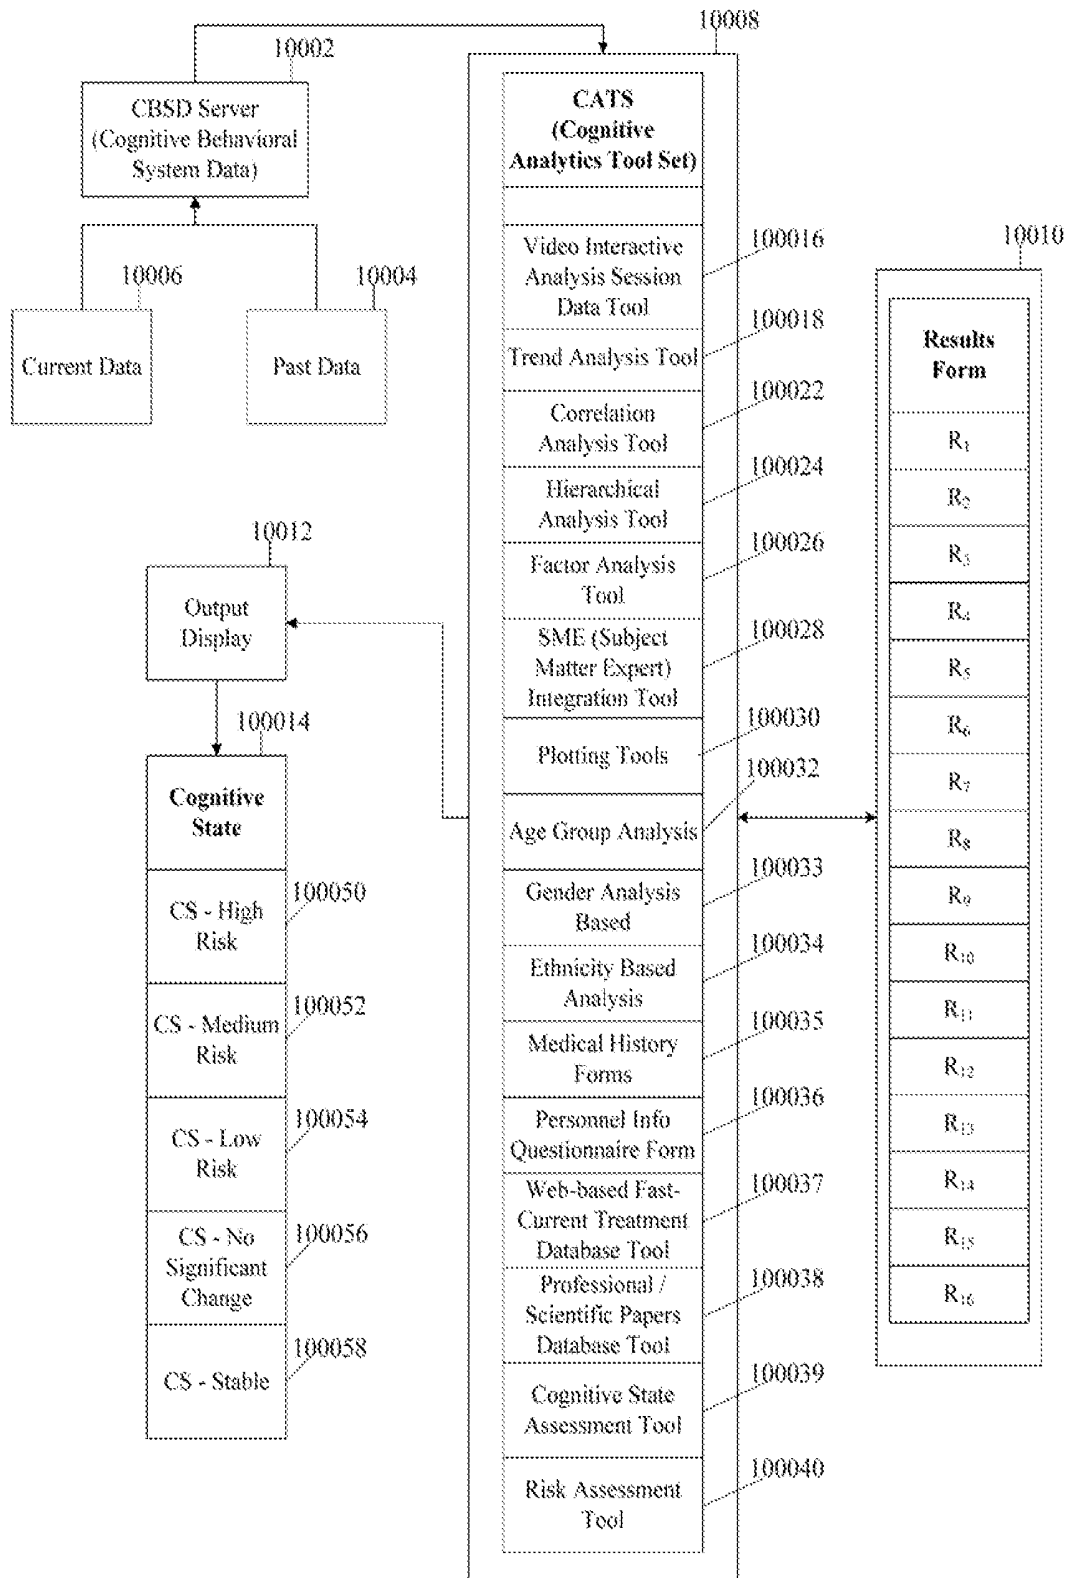 10002
CBSD Server
(Cognitive Behavioral
System Data)
10006
Current Data
10004
Past Data
10008
CATS
(Cognitive
Analytics Tool Set)
Video Interactive
Analysis Session
Data Tool
100016
Trend Analysis Tool
100018
Correlation
Analysis Tool
100022
Hierarchical
Analysis Tool
100024
Factor Analysis
Tool
100026
SME (Subject
Matter Expert)
Integration Tool
100028
Plotting Tools
100030
Age Group Analysis
100032
Gender Analysis
Based
100033
Ethnicity Based
Analysis
100034
Medical History
Forms
100035
Personnel Info
Questionnaire Form
100036
Web-based Fast-
Current Treatment
Database Tool
100037
Professional /
Scientific Papers
Database Tool
100038
Cognitive State
Assessment Tool
100039
Risk Assessment
Tool
100040
10010
Results
Form
R1
R2
R3
R4
R5
R6
R7
R8
R9
R10
R11
R12
R13
R14
R15
R16
10012
Output
Display
100014
Cognitive
State
CS - High
Risk
100050
CS - Medium
Risk
100052
CS - Low
Risk
100054
CS - No
Significant
Change
100056
CS - Stable
100058